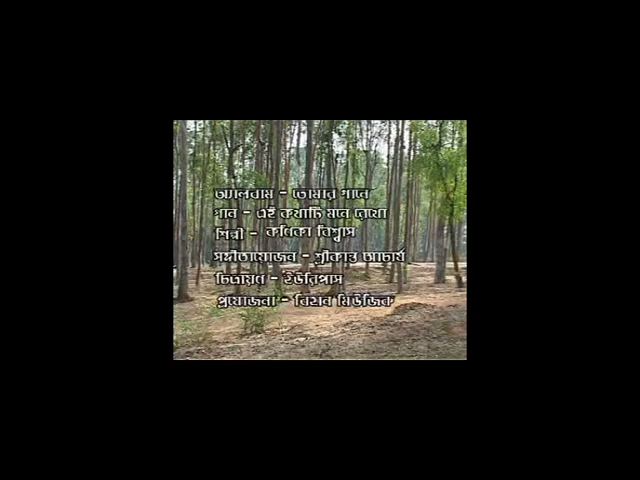 অ্যালবাম - তোমার গানে
গান - এই কথাটি মনে রেখো
শিল্পী - কণিকা বিশ্বাস
সঙ্গীতায়োজন - শ্রীকান্ত আচার্য
চিত্রায়ণ - ইউরিপাস
প্রযোজনা - বিহান মিউজিক